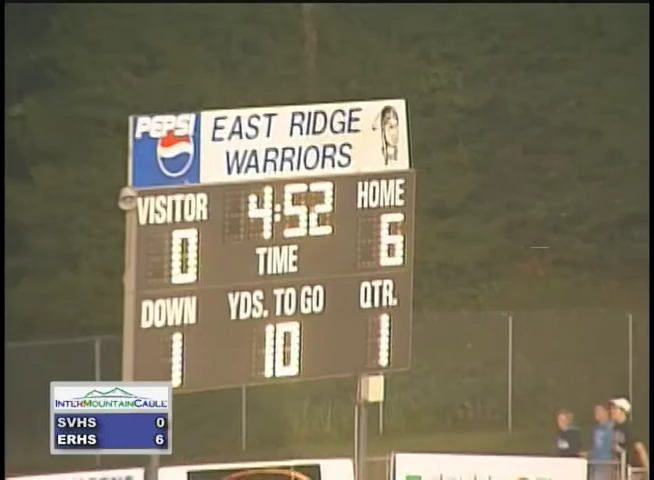 PEPSI
EAST RIDGE
WARRIORS
VISITOR 4:52 HOME
0 TIME 6
DOWN YDS. TO GO QTR.
1 10 1
INTERMOUNTAINCABLE
SVHS 0
ERHS 6